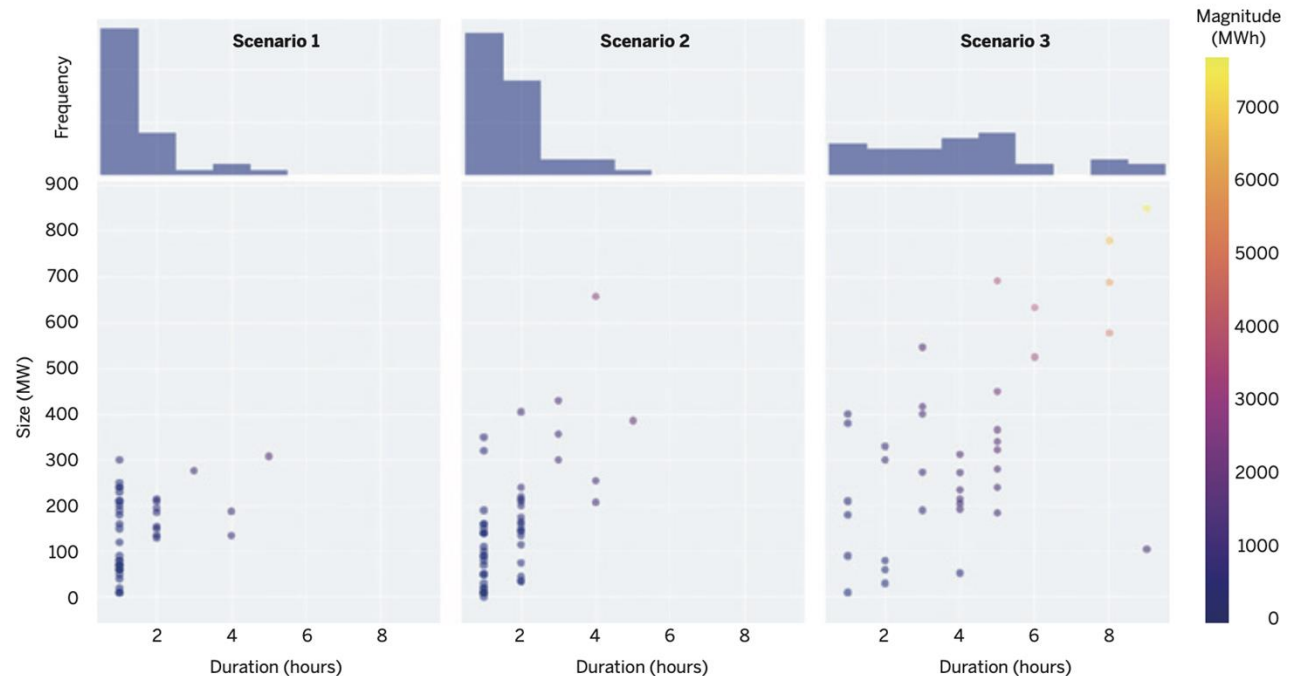 Magnitude
(MWh)
Scenario 1
Scenario 2
Scenario 3
Frequency
7000
6000
5000
4000
3000
2000
1000
0
Size (MW)
900
800
700
600
500
400
300
200
100
0
2 4 6 8
2 4 6 8
2 4 6 8
Duration (hours)
Duration (hours)
Duration (hours)